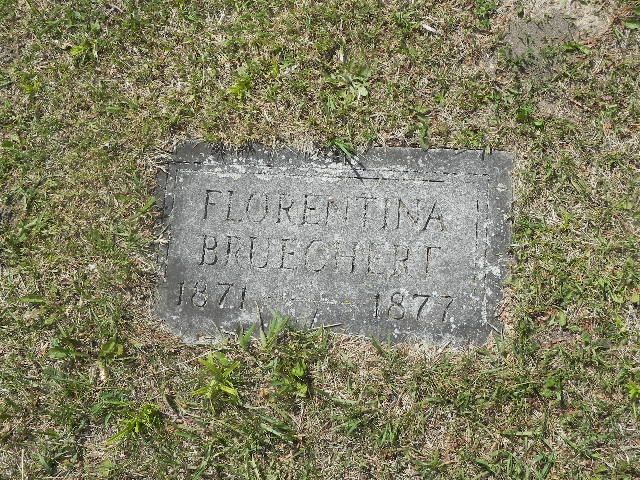 FLORENTINA
BRUECHERT
1871 - 1877